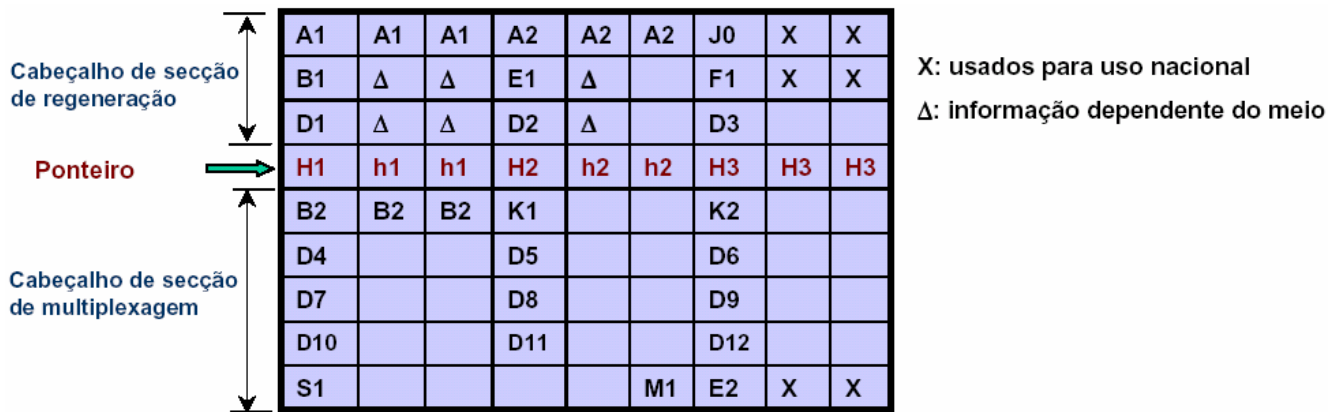 A1 A1 A1 A2 A2 A2 J0 X X
Cabeçalho de secção de regeneração
B1 Δ Δ E1 Δ F1 X X
D1 Δ Δ D2 Δ D3
X: usados para uso nacional
Δ: informação dependente do meio
Ponteiro
H1 h1 h1 H2 h2 h2 H3 H3 H3
B2 B2 B2 K1 K2
D4 D5 D6
Cabeçalho de secção
de multiplexagem
D7 D8 D9
D10 D11 D12
S1 M1 E2 X X